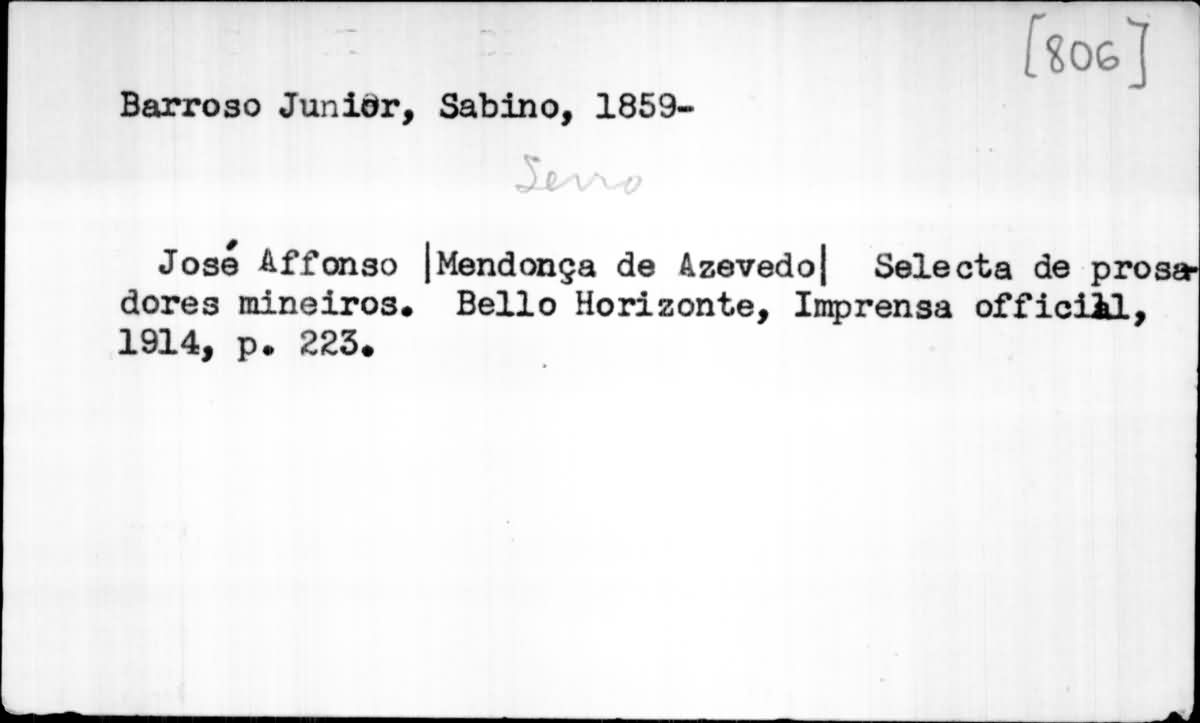 [806]
Barroso Junior, Sabino, 1859-
Serro
José Affonso |Mendonça de Azevedo| Selecta de prosa-
dores mineiros. Bello Horizonte, Imprensa official,
1914, p. 223.